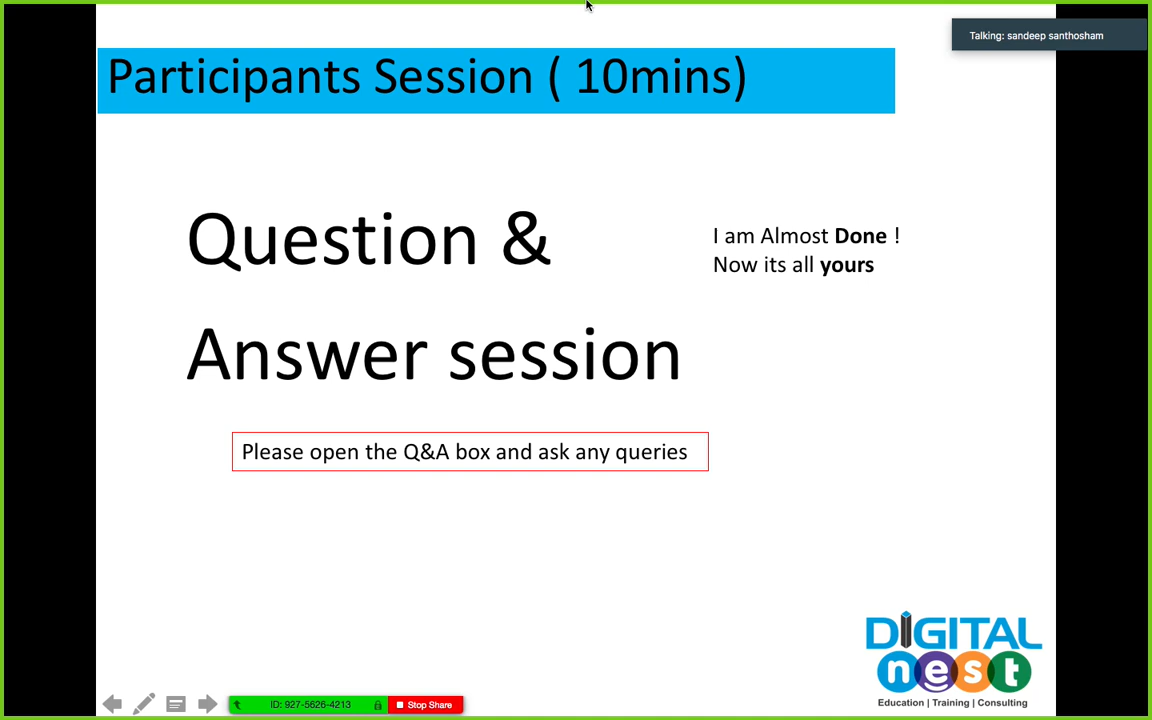 Talking: sandeep santhosham
Participants Session ( 10mins)
Question &
Answer session
I am Almost Done !
Now its all yours
Please open the Q&A box and ask any queries
DIGITAL
nest
Education | Training | Consulting
ID: 927-5626-4213
Stop Share